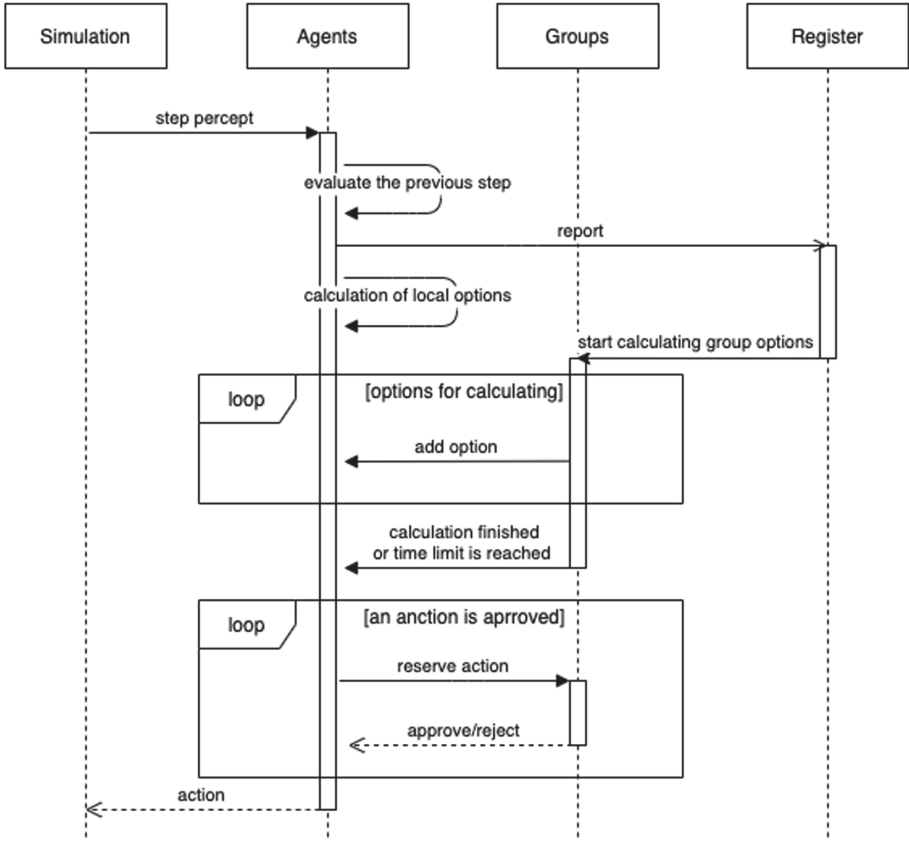 Simulation
Agents
Groups
Register
step percept
evaluate the previous step
report
calculation of local options
start calculating group options
loop
[options for calculating]
add option
calculation finished
or time limit is reached
loop
[an anction is aprroved]
reserve action
approve/reject
action